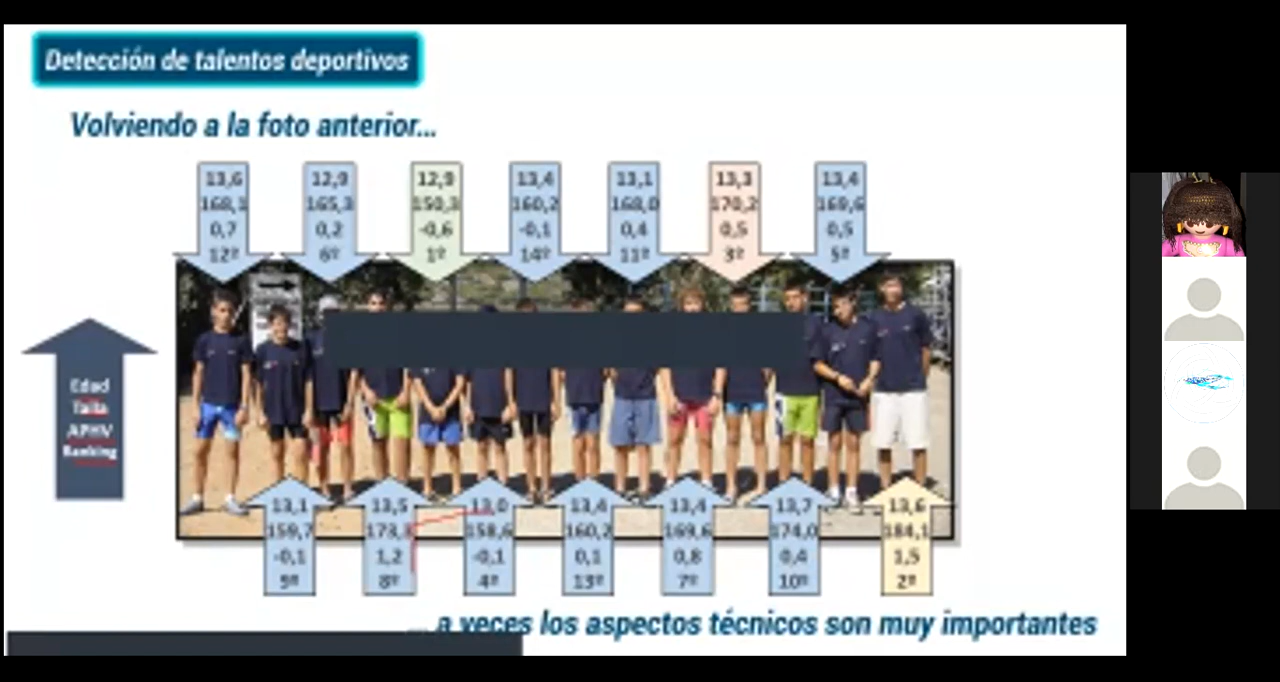 Detección de talentos deportivos
Volviendo a la foto anterior...
13,6
168,1
0,7
12º
12,9
165,3
0,2
6º
12,9
150,3
-0,6
1º
13,4
160,2
-0,1
14º
13,1
168,0
0,4
11º
13,3
170,2
0,5
3º
13,4
169,6
0,5
5º
Edad
Talla
APHV
Ranking
13,1
159,7
-0,1
9º
13,5
173,3
1,2
8º
13,0
158,6
-0,1
4º
13,4
160,2
0,1
13º
13,4
169,6
0,8
7º
13,7
174,0
0,4
10º
13,6
184,1
1,5
2º
... a veces los aspectos técnicos son muy importantes